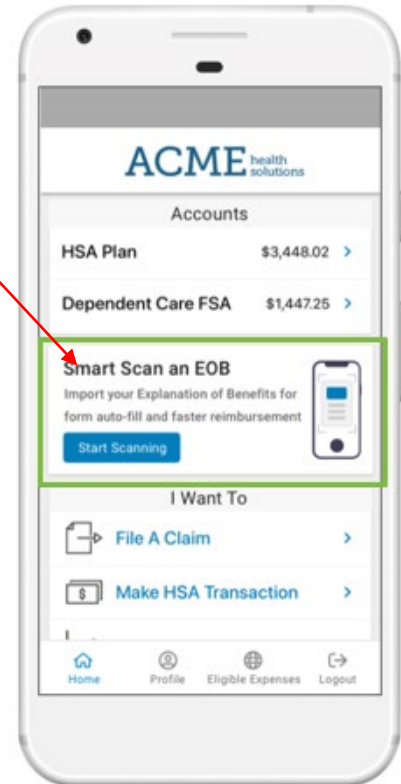 ACME health solutions
Accounts
HSA Plan $3,448.02 >
Dependent Care FSA $1,447.25 >
Smart Scan an EOB
Import your Explanation of Benefits for
form auto-fill and faster reimbursement
Start Scanning
I Want To
File A Claim >
$ Make HSA Transaction >
Home Profile Eligible Expenses Logout